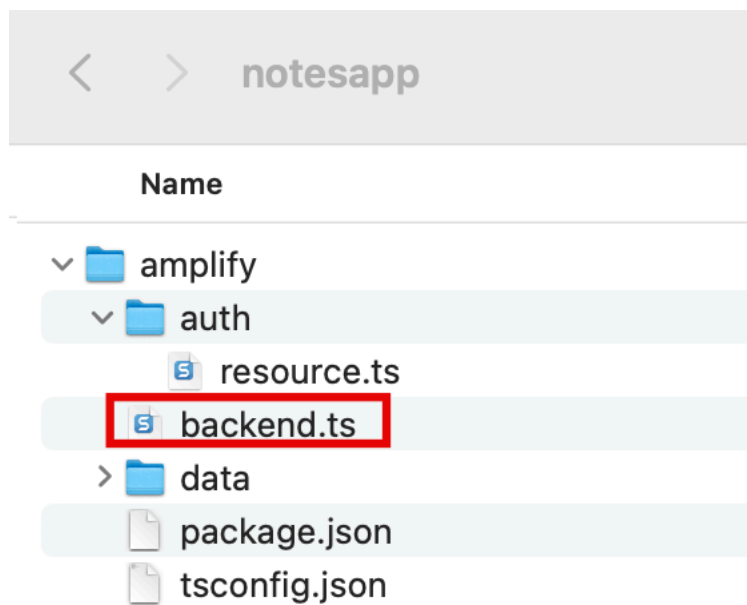 notesapp
Name
amplify
auth
resource.ts
backend.ts
data
package.json
tsconfig.json